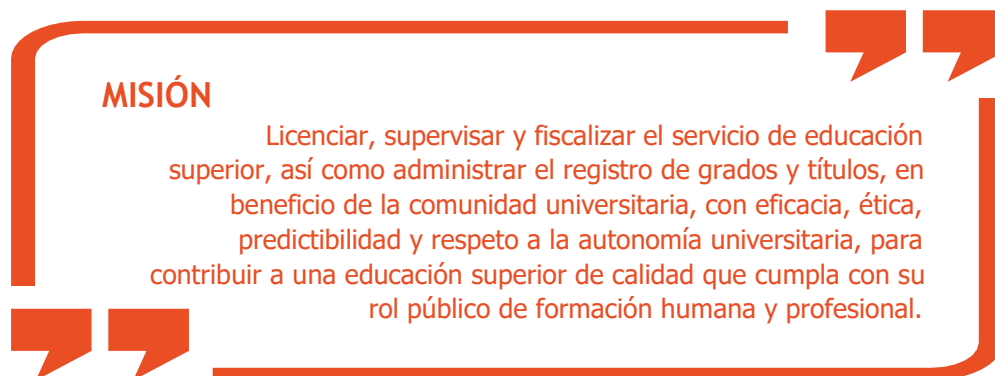 MISIÓN
Licenciar, supervisar y fiscalizar el servicio de educación
superior, así como administrar el registro de grados y títulos, en
beneficio de la comunidad universitaria, con eficacia, ética,
predictibilidad y respeto a la autonomía universitaria, para
contribuir a una educación superior de calidad que cumpla con su
rol público de formación humana y profesional.